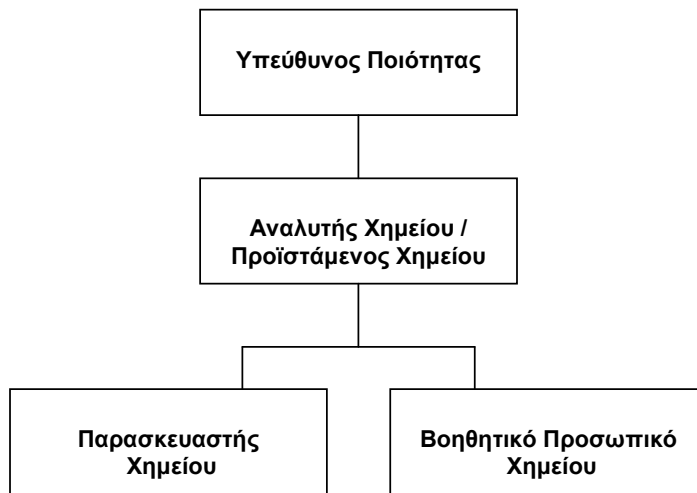 Υπεύθυνος Ποιότητας
Αναλυτής Χημείου /
Προϊστάμενος Χημείου
Παρασκευαστής
Χημείου
Βοηθητικό Προσωπικό
Χημείου